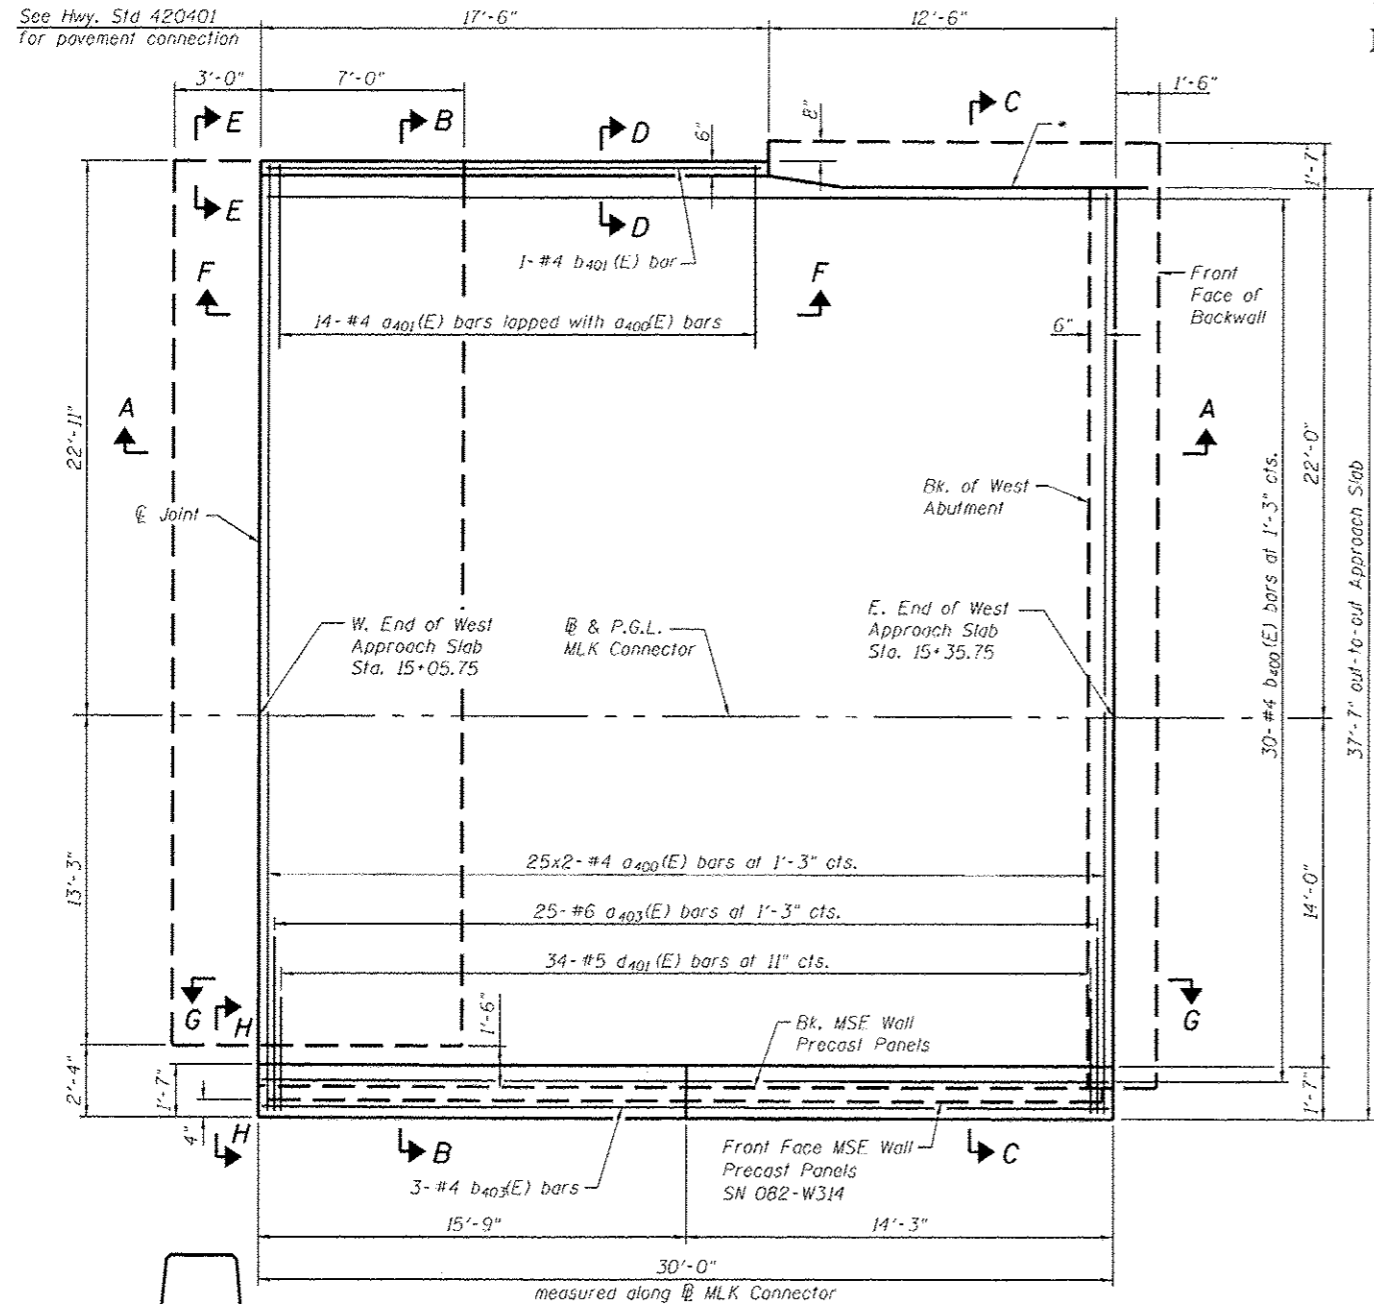 See Hwy. Std 420401
for pavement connection
17'-6"
12'-6"
3'-0"
7'-0"
1'-6"
E
B
D
C
8"
6"
*
1'-7"
E
D
1-#4 b401(E) bar
F
F
Front
Face of
Backwall
14-#4 a401(E) bars lapped with a400(E) bars
6"
22'-11"
A
A
22'-0"
30-#4 b400(E) bars at 1'-3" cts.
37'-7" out-to-out Approach Slab
Bk. of West
Abutment
℄ Joint
W. End of West
Approach Slab
Sta. 15+05.75
⅊ & P.G.L.
MLK Connector
E. End of West
Approach Slab
Sta. 15+35.75
13'-3"
25x2-#4 a400(E) bars at 1'-3" cts.
14'-0"
25-#6 a403(E) bars at 1'-3" cts.
34-#5 d401(E) bars at 11" cts.
G
H
1'-6"
G
Bk. MSE Wall
Precast Panels
2'-4"
1'-7"
1'-7"
4"
H
B
Front Face MSE Wall
Precast Panels
SN 082-W314
C
3-#4 b403(E) bars
15'-9"
14'-3"
30'-0"
measured along ⅊ MLK Connector